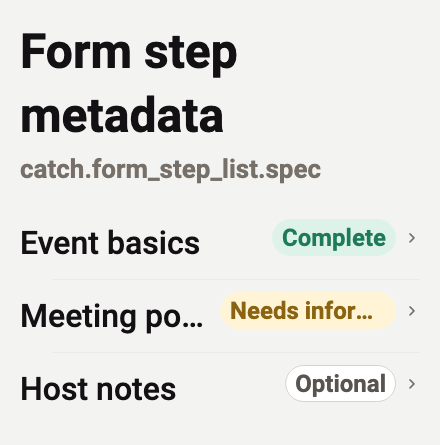 Form step
metadata
catch.form_step_list.spec
Event basics Complete
Meeting po... Needs infor...
Host notes Optional